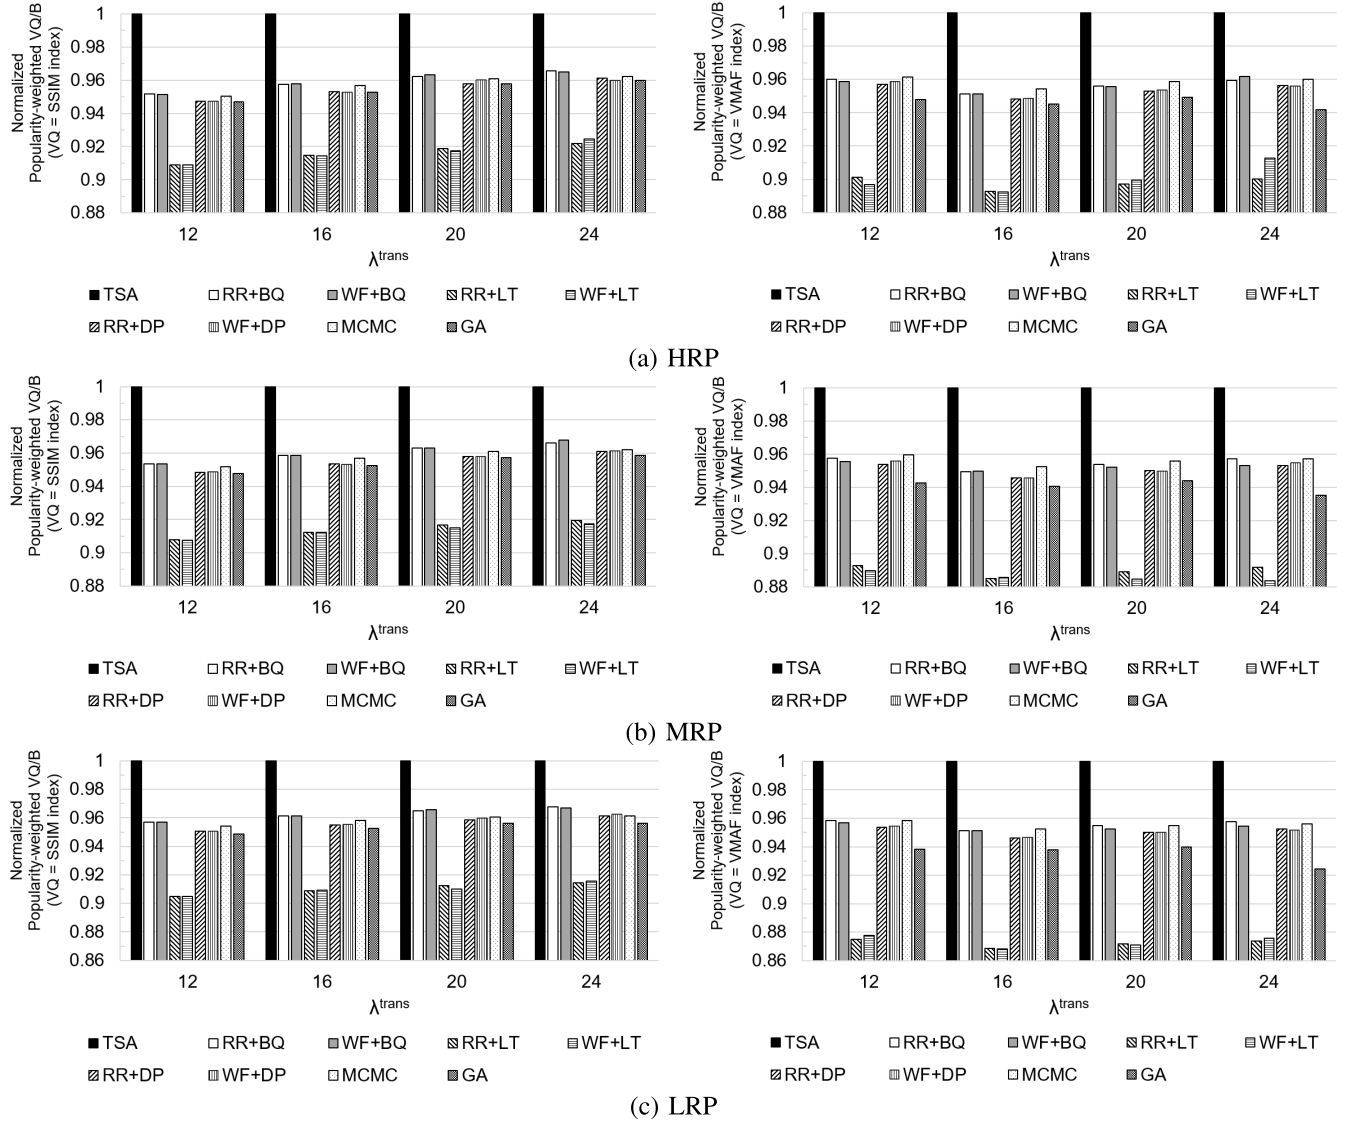 Normalized
Popularity-weighted VQ/B
(VQ = SSIM index)
1
0.98
0.96
0.94
0.92
0.9
0.88
12 16 20 24
λtrans
TSA RR+BQ WF+BQ RR+LT WF+LT
RR+DP WF+DP MCMC GA
Normalized
Popularity-weighted VQ/B
(VQ = VMAF index)
1
0.98
0.96
0.94
0.92
0.9
0.88
12 16 20 24
λtrans
TSA RR+BQ WF+BQ RR+LT WF+LT
RR+DP WF+DP MCMC GA
(a) HRP
Normalized
Popularity-weighted VQ/B
(VQ = SSIM index)
1
0.98
0.96
0.94
0.92
0.9
0.88
12 16 20 24
λtrans
TSA RR+BQ WF+BQ RR+LT WF+LT
RR+DP WF+DP MCMC GA
Normalized
Popularity-weighted VQ/B
(VQ = VMAF index)
1
0.98
0.96
0.94
0.92
0.9
0.88
12 16 20 24
λtrans
TSA RR+BQ WF+BQ RR+LT WF+LT
RR+DP WF+DP MCMC GA
(b) MRP
Normalized
Popularity-weighted VQ/B
(VQ = SSIM index)
1
0.98
0.96
0.94
0.92
0.9
0.88
0.86
12 16 20 24
λtrans
TSA RR+BQ WF+BQ RR+LT WF+LT
RR+DP WF+DP MCMC GA
Normalized
Popularity-weighted VQ/B
(VQ = VMAF index)
1
0.98
0.96
0.94
0.92
0.9
0.88
0.86
12 16 20 24
λtrans
TSA RR+BQ WF+BQ RR+LT WF+LT
RR+DP WF+DP MCMC GA
(c) LRP